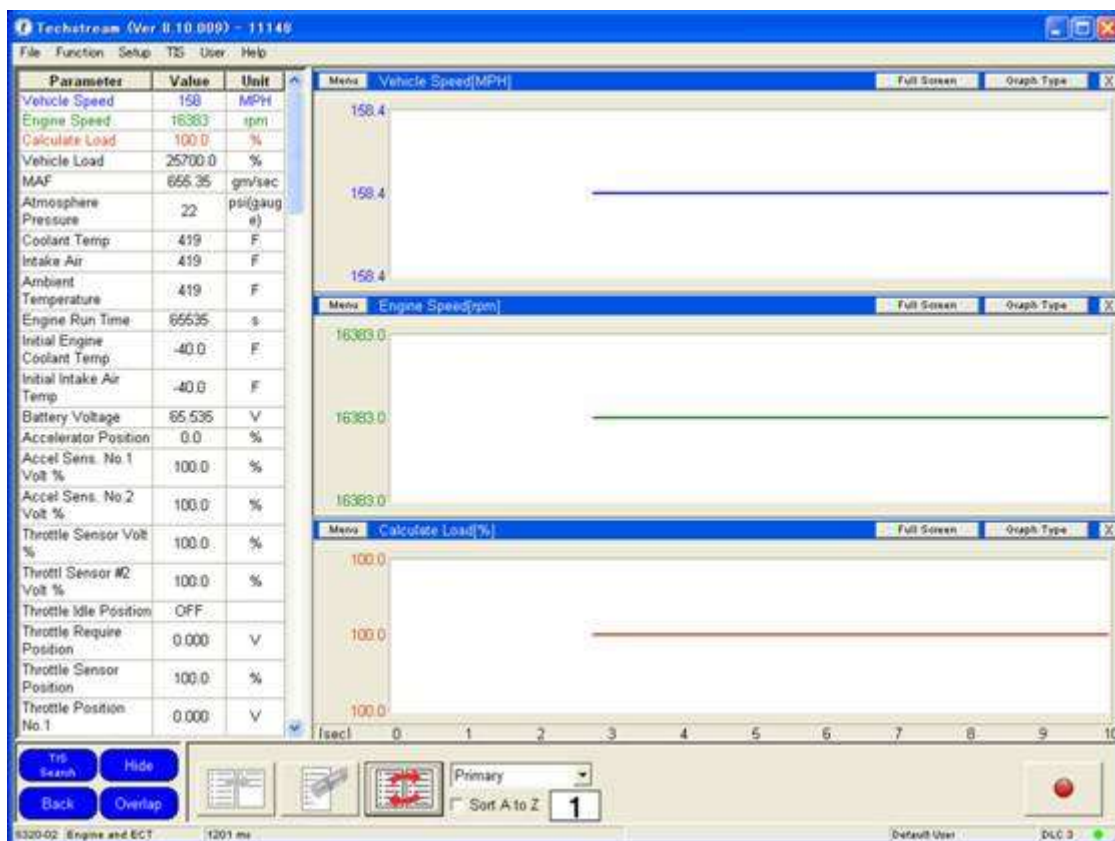 Techstream (Ver 8.10.009) - 11146
File Function Setup TIS User Help
Parameter Value Unit
Vehicle Speed 158 MPH
Engine Speed 16383 rpm
Calculate Load 100.0 %
Vehicle Load 25700.0 %
MAF 655.35 gm/sec
Atmosphere
Pressure 22 psi(gaug
e)
Coolant Temp 419 F
Intake Air 419 F
Ambient
Temperature 419 F
Engine Run Time 65535 s
Initial Engine
Coolant Temp -40.0 F
Initial Intake Air
Temp -40.0 F
Battery Voltage 65.535 V
Accelerator Position 0.0 %
Accel Sens. No.1
Volt % 100.0 %
Accel Sens. No.2
Volt % 100.0 %
Throttle Sensor Volt
% 100.0 %
Throttl Sensor #2
Volt % 100.0 %
Throttle Idle Position OFF
Throttle Require
Position 0.000 V
Throttle Sensor
Position 100.0 %
Throttle Position
No.1 0.000 V
Menu Vehicle Speed[MPH] Full Screen Graph Type X
158.4
158.4
158.4
Menu Engine Speed[rpm] Full Screen Graph Type X
16383.0
16383.0
16383.0
Menu Calculate Load[%] Full Screen Graph Type X
100.0
100.0
100.0
[sec] 0 1 2 3 4 5 6 7 8 9 10
TIS
Search Hide
Back Overlap
Primary
Sort A to Z 1
6320-02 Engine and ECT 1201 ms Default User DLC 3